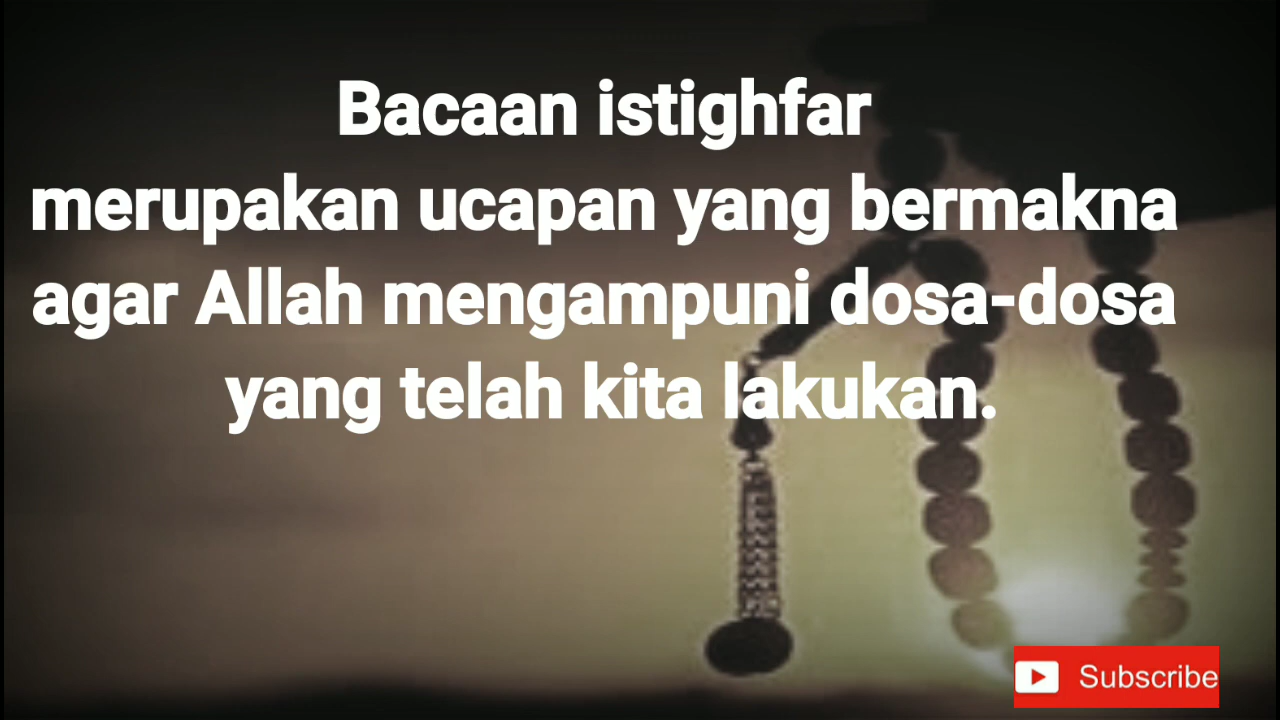 Bacaan istighfar
merupakan ucapan yang bermakna
agar Allah mengampuni dosa-dosa
yang telah kita lakukan.
Subscribe